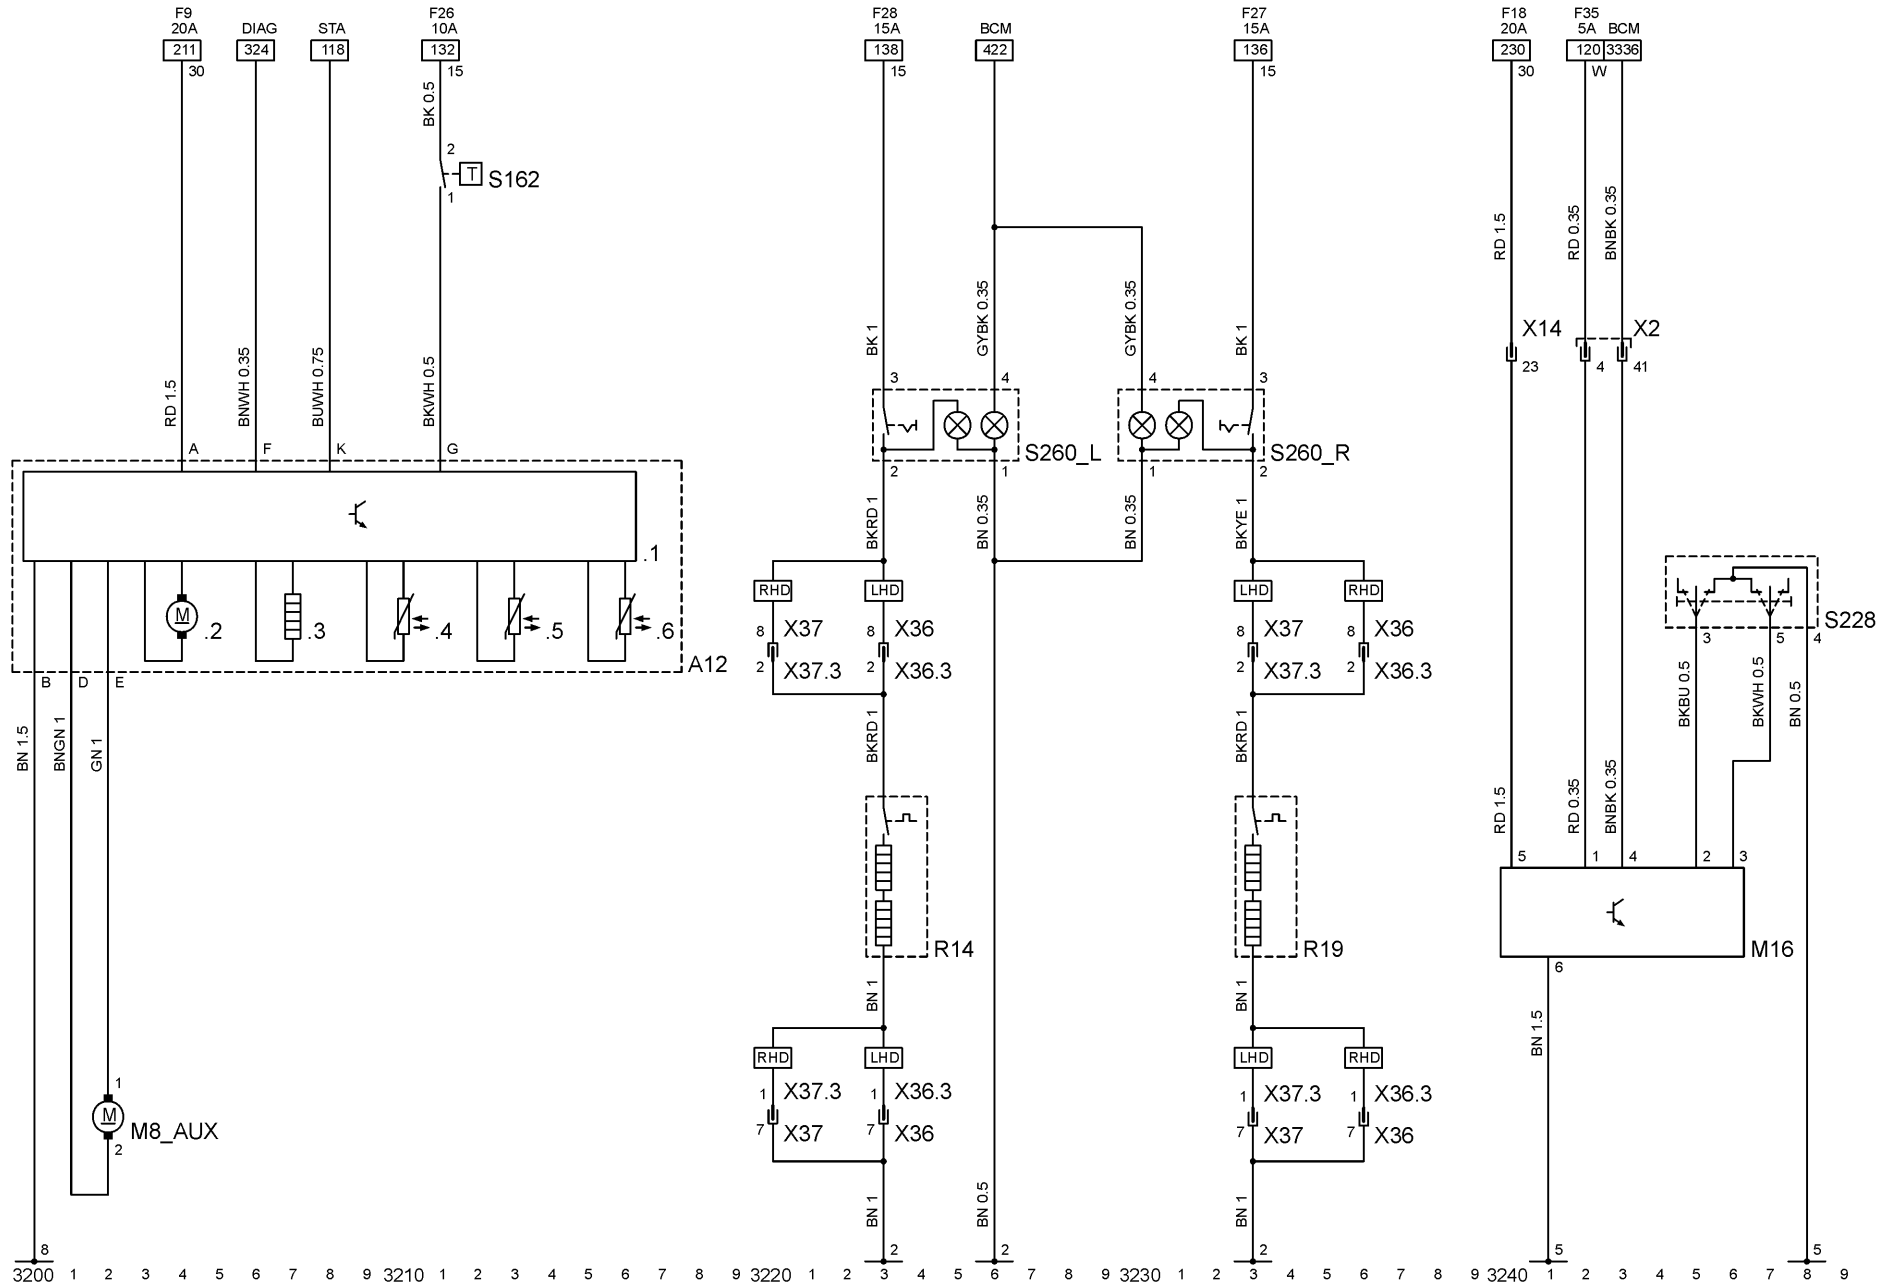 F9 F26 F28 F27 F18 F35
20A DIAG STA 10A 15A BCM 15A 20A 5A BCM
211 324 118 132 138 422 136 230 120 3336
30 15 15 15 30 W
BK 0.5
2
T S162
1
RD 1.5 RD 0.35 BNBK 0.35
RD 1.5 BNWH 0.35 BUWH 0.75 BKWH 0.5 BK 1 GYBK 0.35 GYBK 0.35 BK 1
X14 X2
23 4 41
3 4 4 3
A F K G
S260_L S260_R
2 1 1 2
BKRD 1 BN 0.35 BN 0.35 BKYE 1
.1
RHD LHD LHD RHD
M .2 .3 .4 .5 .6
8 X37 8 X36 8 X37 8 X36
2 X37.3 2 X36.3 2 X37.3 2 X36.3
S228
3 5 4
A12
B D E
BN 1.5 BNGN 1 GN 1 BKRD 1 BKRD 1 BKBU 0.5 BKWH 0.5 BN 0.5
RD 1.5 RD 0.35 BNBK 0.35
5 1 4 2 3
R14 R19 M16
6
BN 1 BN 1 BN 1.5
RHD LHD LHD RHD
1 X37.3 1 X36.3 1 X37.3 1 X36.3
7 X37 7 X36 7 X37 7 X36
1
M M8_AUX
2
BN 1 BN 0.5 BN 1
8 2 2 2 5 5
3200 1 2 3 4 5 6 7 8 9 3210 1 2 3 4 5 6 7 8 9 3220 1 2 3 4 5 6 7 8 9 3230 1 2 3 4 5 6 7 8 9 3240 1 2 3 4 5 6 7 8 9